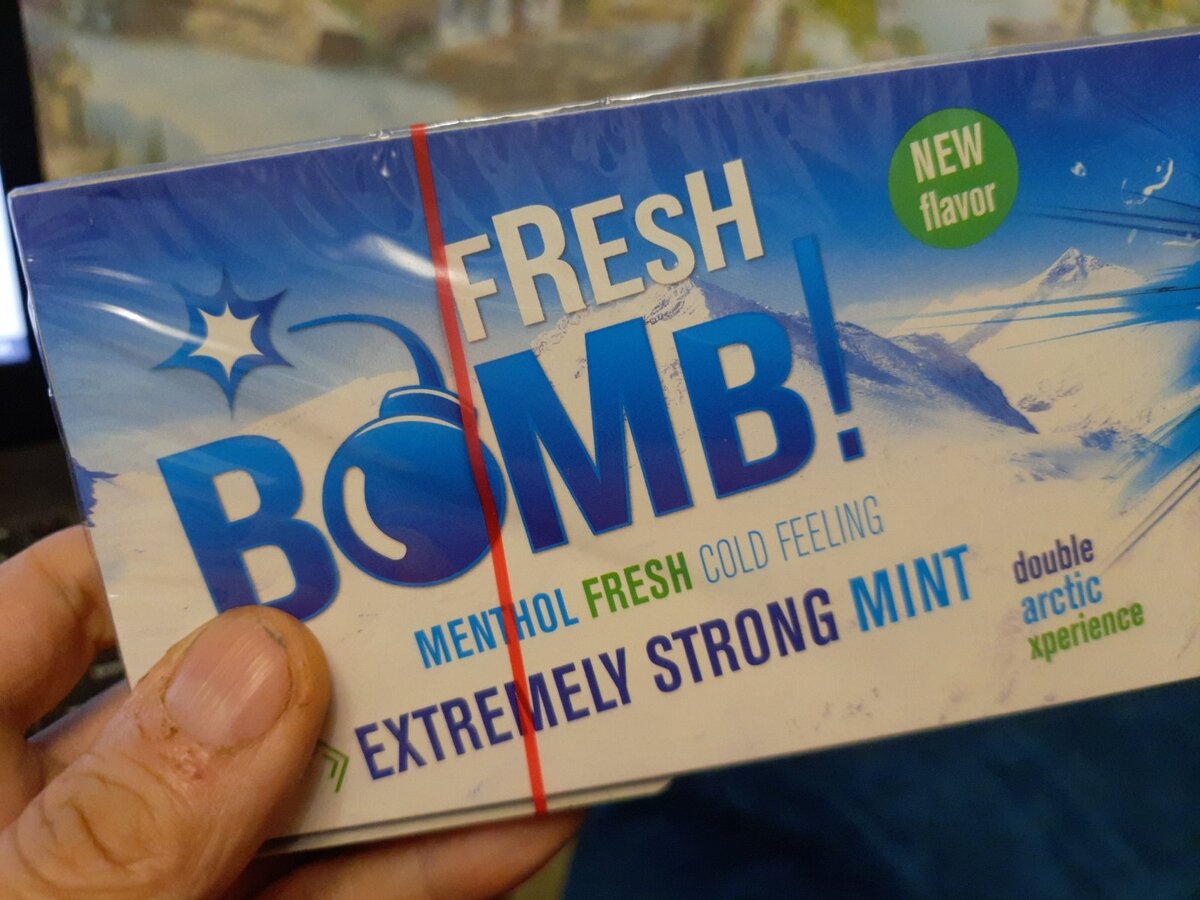 NEW
flavor
FRESH
BOMB!
MENTHOL FRESH COLD FEELING
EXTREMELY STRONG MINT
double
arctic
xperience